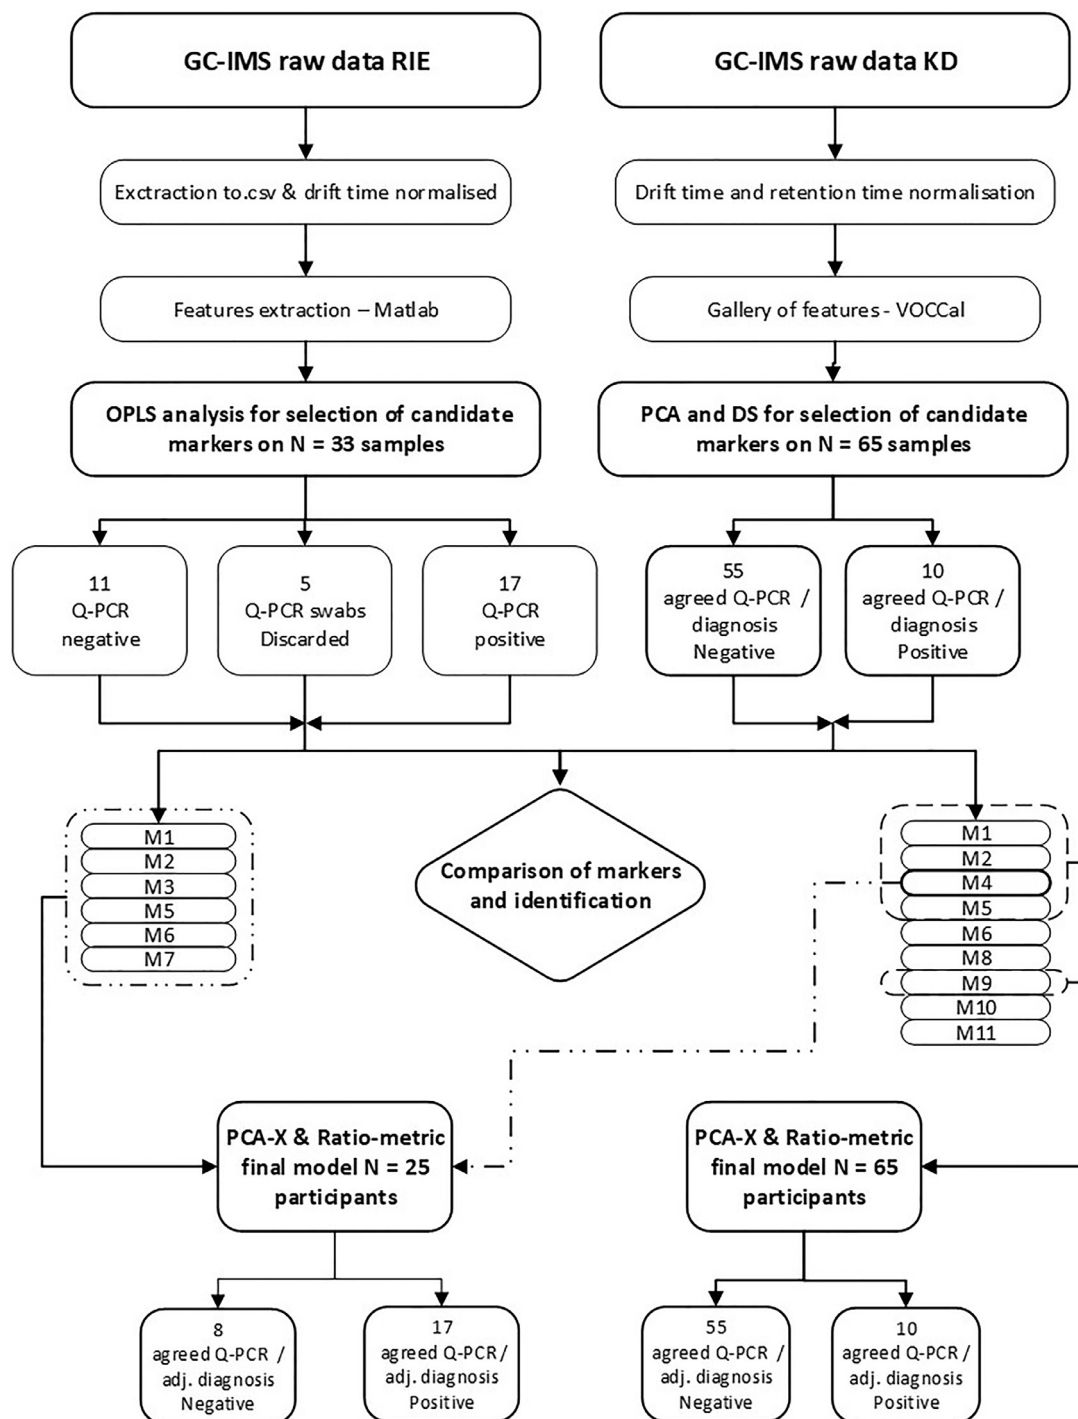 GC-IMS raw data RIE
GC-IMS raw data KD
Exctraction to.csv & drift time normalised
Drift time and retention time normalisation
Features extraction – Matlab
Gallery of features - VOCCal
OPLS analysis for selection of candidate
markers on N = 33 samples
PCA and DS for selection of candidate
markers on N = 65 samples
11
Q-PCR
negative
5
Q-PCR swabs
Discarded
17
Q-PCR
positive
55
agreed Q-PCR /
diagnosis
Negative
10
agreed Q-PCR /
diagnosis
Positive
M1
M2
M3
M5
M6
M7
Comparison of markers
and identification
M1
M2
M4
M5
M6
M8
M9
M10
M11
PCA-X & Ratio-metric
final model N = 25
participants
PCA-X & Ratio-metric
final model N = 65
participants
8
agreed Q-PCR /
adj. diagnosis
Negative
17
agreed Q-PCR /
adj. diagnosis
Positive
55
agreed Q-PCR /
adj. diagnosis
Negative
10
agreed Q-PCR /
adj. diagnosis
Positive